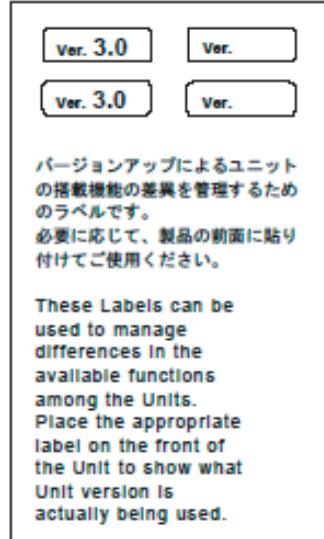 Ver. 3.0
Ver.
Ver. 3.0
Ver.
バージョンアップによるユニット
の搭載機能の差異を管理するため
のラベルです。
必要に応じて、製品の前面に貼り
付けてご使用ください。
These Labels can be
used to manage
differences in the
available functions
among the Units.
Place the appropriate
label on the front of
the Unit to show what
Unit version is
actually being used.